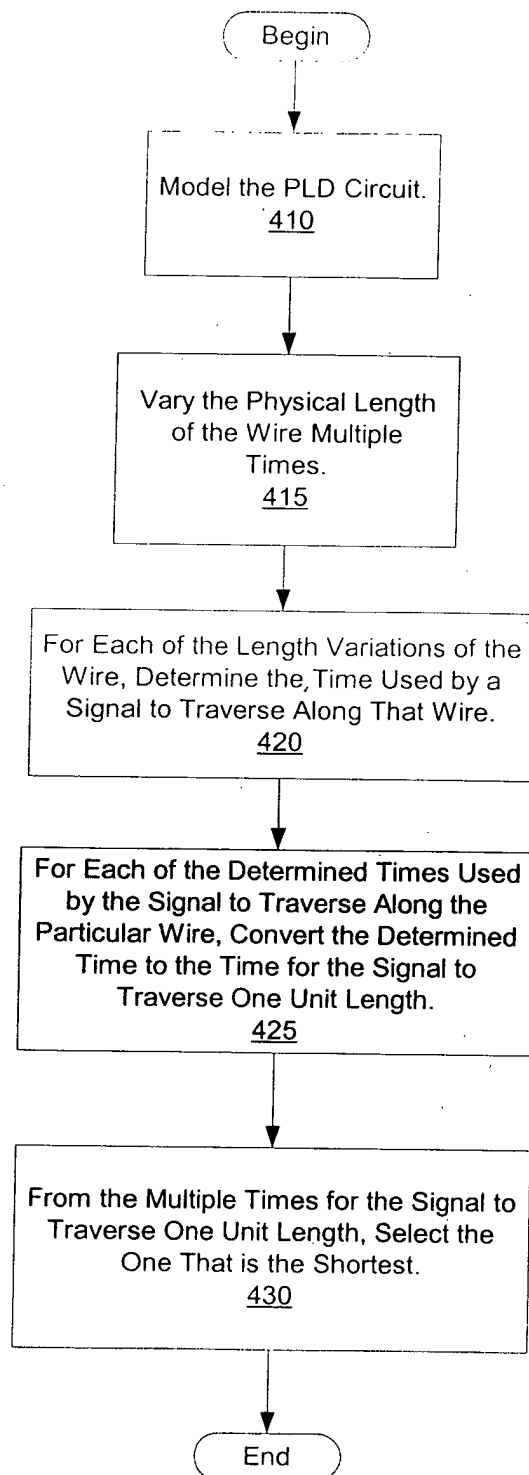 Begin
Model the PLD Circuit.
410
Vary the Physical Length
of the Wire Multiple
Times.
415
For Each of the Length Variations of the
Wire, Determine the Time Used by a
Signal to Traverse Along That Wire.
420
For Each of the Determined Times Used
by the Signal to Traverse Along the
Particular Wire, Convert the Determined
Time to the Time for the Signal to
Traverse One Unit Length.
425
From the Multiple Times for the Signal to
Traverse One Unit Length, Select the
One That is the Shortest.
430
End